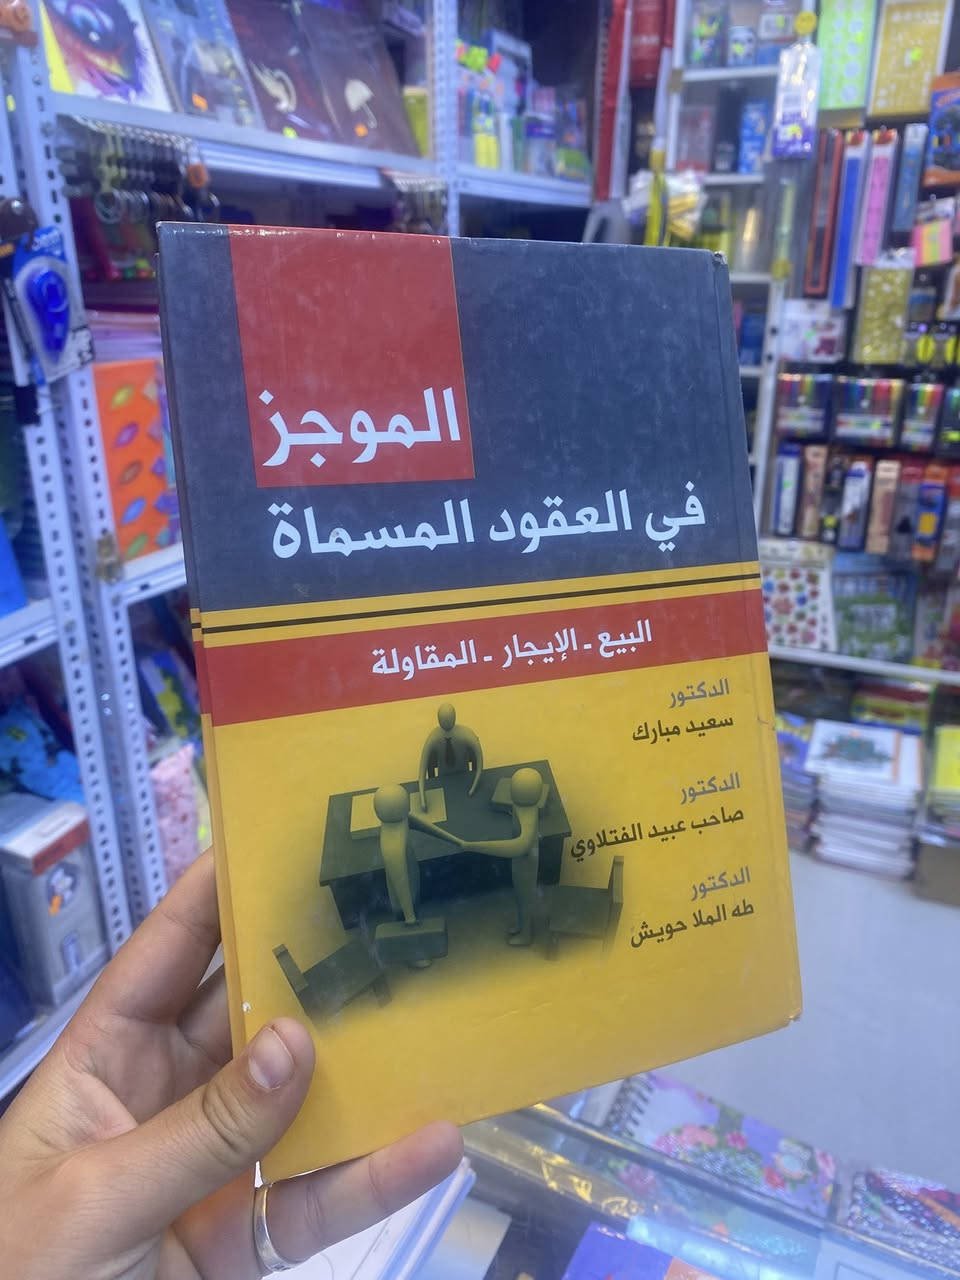 الموجز
في العقود المسماة
البيع - الإيجار - المقاولة
الدكتور
سعيد مبارك
الدكتور
صاحب عبيد الفتلاوي
الدكتور
طه الملا حويش